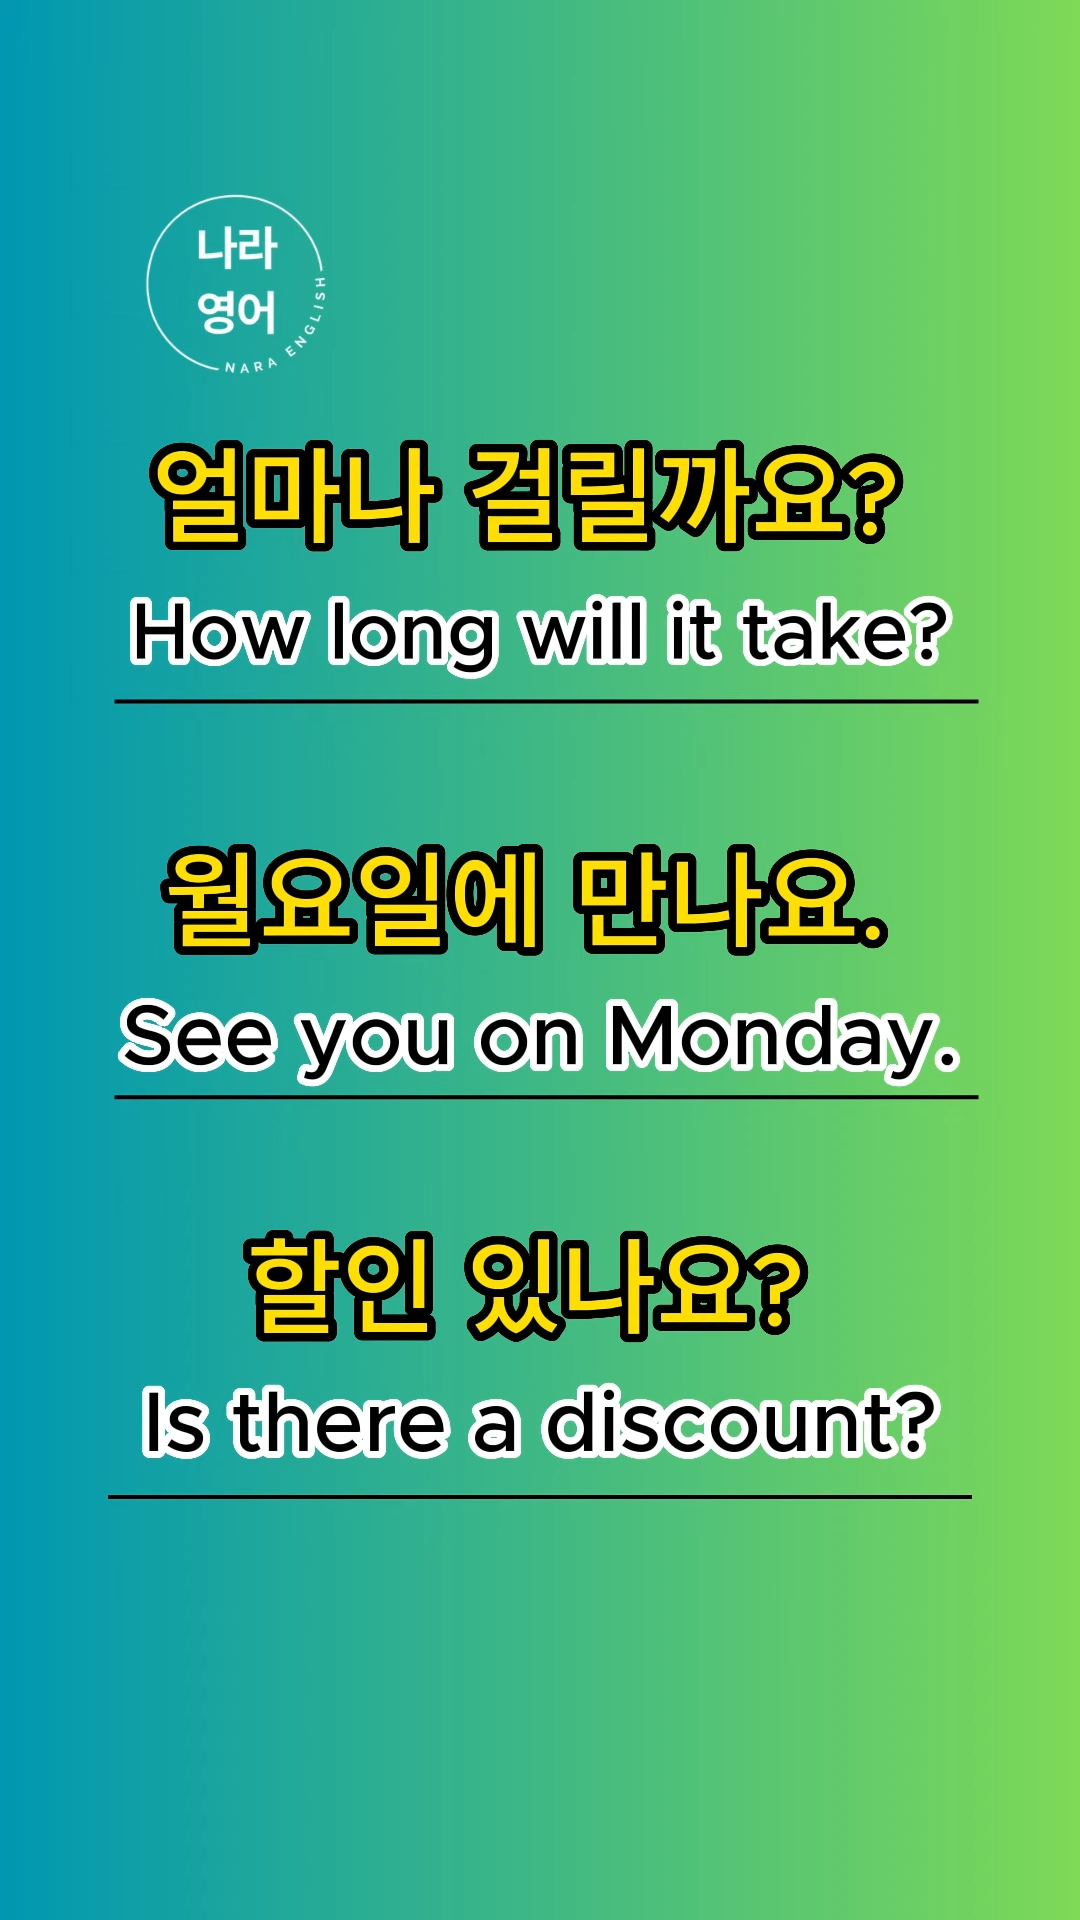 나라
영어
NARA ENGLISH
얼마나 걸릴까요?
How long will it take?
월요일에 만나요.
See you on Monday.
할인 있나요?
Is there a discount?